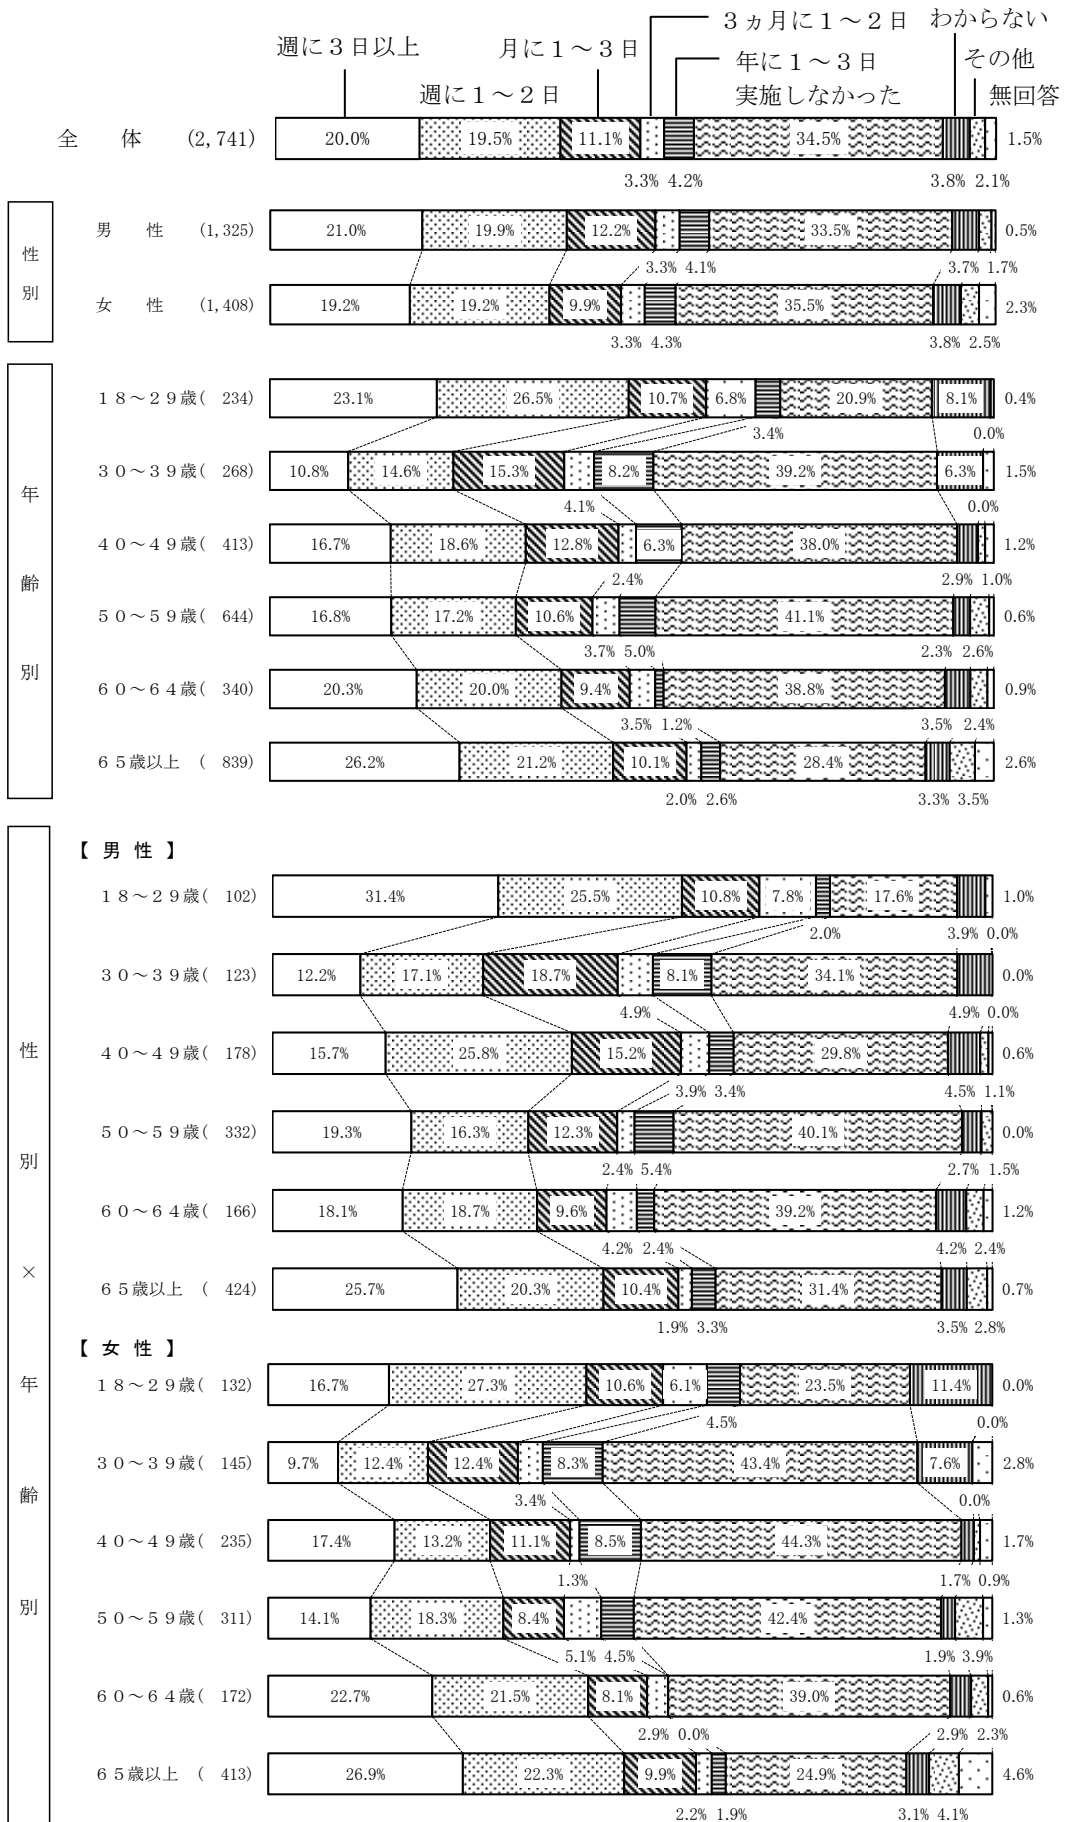 ３ヵ月に１～２日 わからない
週に３日以上 月に１～３日 年に１～３日 その他
週に１～２日 実施しなかった 無回答
全 体 (2,741) 20.0% 19.5% 11.1% 34.5% 1.5%
3.3% 4.2% 3.8% 2.1%
性別
男 性 (1,325) 21.0% 19.9% 12.2% 33.5% 0.5%
3.3% 4.1% 3.7% 1.7%
女 性 (1,408) 19.2% 19.2% 9.9% 35.5% 2.3%
3.3% 4.3% 3.8% 2.5%
年齢別
１８～２９歳( 234) 23.1% 26.5% 10.7% 6.8% 20.9% 8.1% 0.4%
3.4% 0.0%
３０～３９歳( 268) 10.8% 14.6% 15.3% 8.2% 39.2% 6.3% 1.5%
4.1% 0.0%
４０～４９歳( 413) 16.7% 18.6% 12.8% 6.3% 38.0% 1.2%
2.4% 2.9% 1.0%
５０～５９歳( 644) 16.8% 17.2% 10.6% 41.1% 0.6%
3.7% 5.0% 2.3% 2.6%
６０～６４歳( 340) 20.3% 20.0% 9.4% 38.8% 0.9%
3.5% 1.2% 3.5% 2.4%
６５歳以上 ( 839) 26.2% 21.2% 10.1% 28.4% 2.6%
2.0% 2.6% 3.3% 3.5%
性別×年齢別
【 男 性 】
１８～２９歳( 102) 31.4% 25.5% 10.8% 7.8% 17.6% 1.0%
2.0% 3.9% 0.0%
３０～３９歳( 123) 12.2% 17.1% 18.7% 8.1% 34.1% 0.0%
4.9% 4.9% 0.0%
４０～４９歳( 178) 15.7% 25.8% 15.2% 29.8% 0.6%
3.9% 3.4% 4.5% 1.1%
５０～５９歳( 332) 19.3% 16.3% 12.3% 40.1% 0.0%
2.4% 5.4% 2.7% 1.5%
６０～６４歳( 166) 18.1% 18.7% 9.6% 39.2% 1.2%
4.2% 2.4% 4.2% 2.4%
６５歳以上 ( 424) 25.7% 20.3% 10.4% 31.4% 0.7%
1.9% 3.3% 3.5% 2.8%
【 女 性 】
１８～２９歳( 132) 16.7% 27.3% 10.6% 6.1% 23.5% 11.4% 0.0%
4.5% 0.0%
３０～３９歳( 145) 9.7% 12.4% 12.4% 8.3% 43.4% 7.6% 2.8%
3.4% 0.0%
４０～４９歳( 235) 17.4% 13.2% 11.1% 8.5% 44.3% 1.7%
1.3% 1.7% 0.9%
５０～５９歳( 311) 14.1% 18.3% 8.4% 42.4% 1.3%
5.1% 4.5% 1.9% 3.9%
６０～６４歳( 172) 22.7% 21.5% 8.1% 39.0% 0.6%
2.9% 0.0% 2.9% 2.3%
６５歳以上 ( 413) 26.9% 22.3% 9.9% 24.9% 4.6%
2.2% 1.9% 3.1% 4.1%